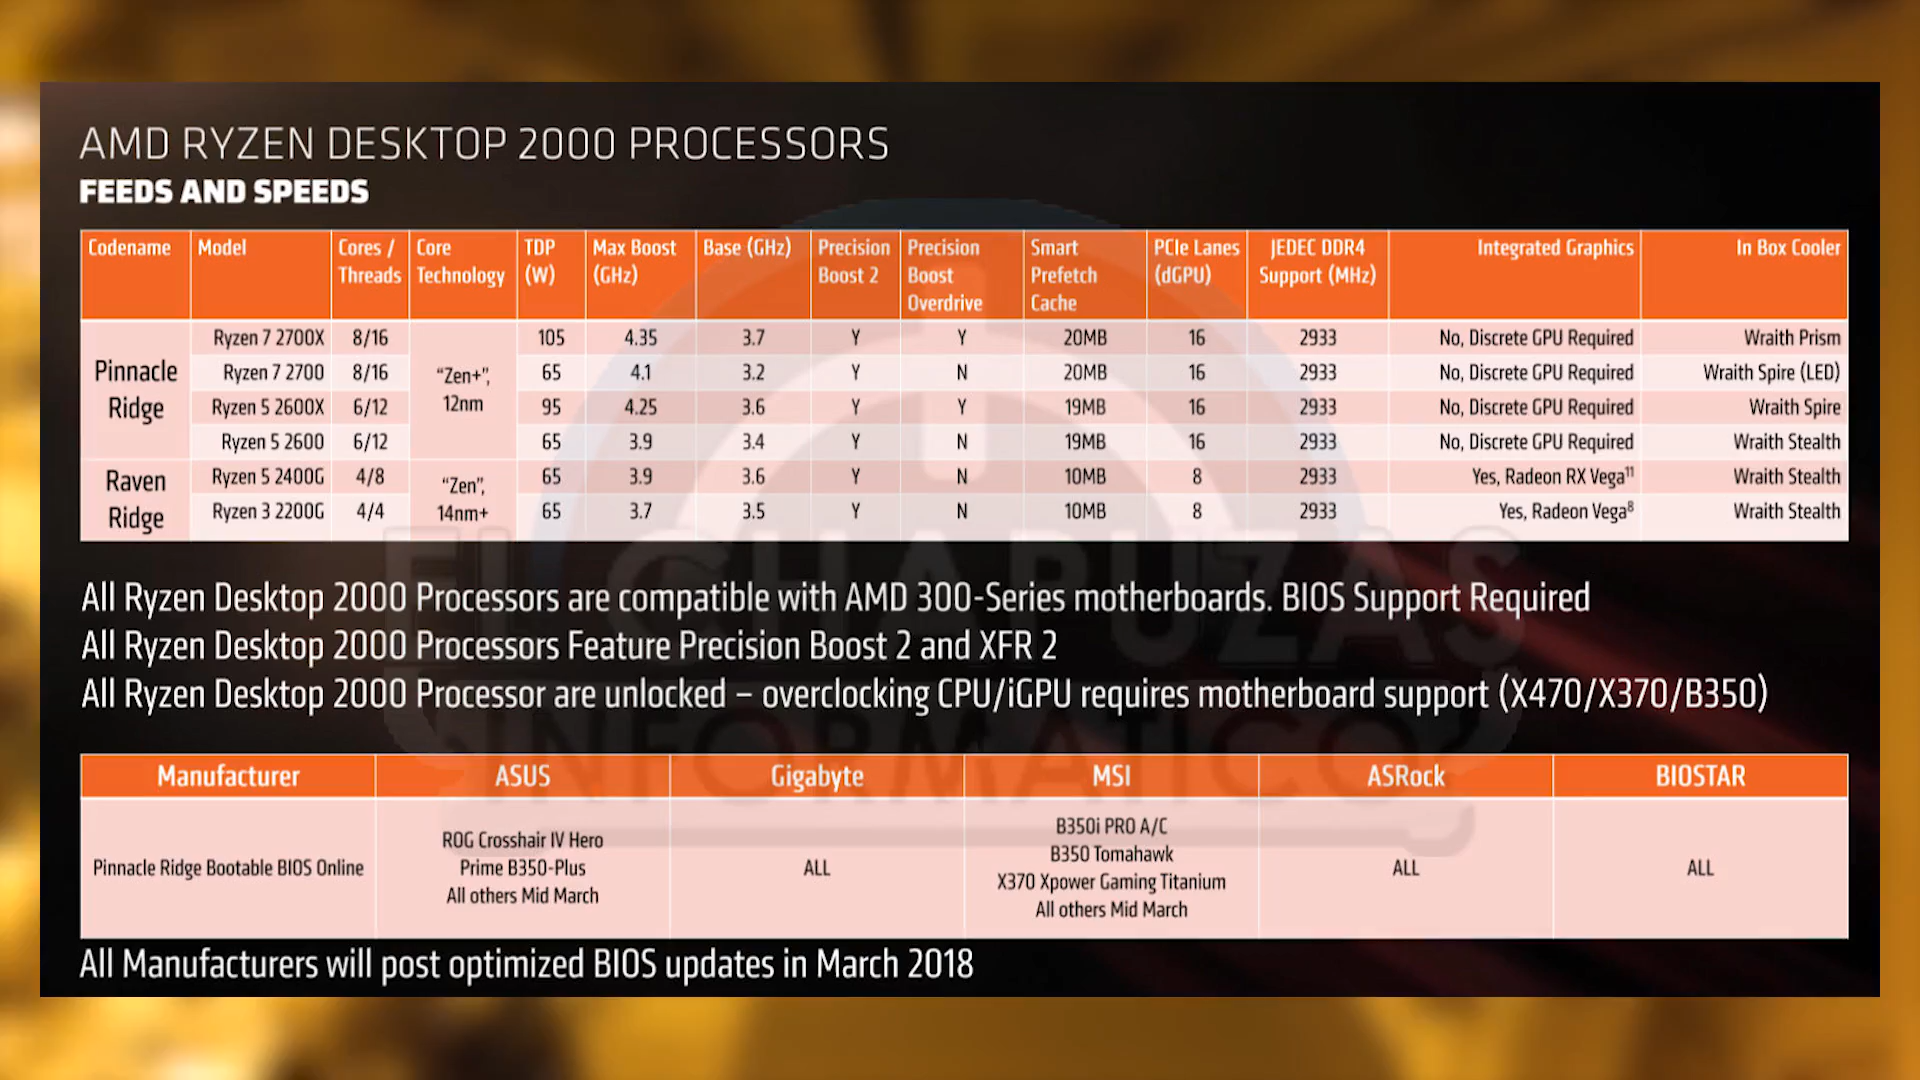 AMD RYZEN DESKTOP 2000 PROCESSORS
FEEDS AND SPEEDS
Codename Model Cores / Threads Core Technology TDP (W) Max Boost (GHz) Base (GHz) Precision Boost 2 Precision Boost Overdrive Smart Prefetch Cache PCIe Lanes (dGPU) JEDEC DDR4 Support (MHz) Integrated Graphics In Box Cooler
Pinnacle Ridge
Ryzen 7 2700X 8/16 "Zen+", 12nm 105 4.35 3.7 Y Y 20MB 16 2933 No, Discrete GPU Required Wraith Prism
Ryzen 7 2700 8/16 65 4.1 3.2 Y N 20MB 16 2933 No, Discrete GPU Required Wraith Spire (LED)
Ryzen 5 2600X 6/12 95 4.25 3.6 Y Y 19MB 16 2933 No, Discrete GPU Required Wraith Spire
Ryzen 5 2600 6/12 65 3.9 3.4 Y N 19MB 16 2933 No, Discrete GPU Required Wraith Stealth
Raven Ridge
Ryzen 5 2400G 4/8 "Zen", 14nm+ 65 3.9 3.6 Y N 10MB 8 2933 Yes, Radeon RX Vega¹¹ Wraith Stealth
Ryzen 3 2200G 4/4 65 3.7 3.5 Y N 10MB 8 2933 Yes, Radeon Vega⁸ Wraith Stealth
EL CHAPUZAS
INFORMÁTICO
All Ryzen Desktop 2000 Processors are compatible with AMD 300-Series motherboards. BIOS Support Required
All Ryzen Desktop 2000 Processors Feature Precision Boost 2 and XFR 2
All Ryzen Desktop 2000 Processor are unlocked – overclocking CPU/iGPU requires motherboard support (X470/X370/B350)
Manufacturer ASUS Gigabyte MSI ASRock BIOSTAR
Pinnacle Ridge Bootable BIOS Online
ROG Crosshair IV Hero
Prime B350-Plus
All others Mid March
ALL
B350i PRO A/C
B350 Tomahawk
X370 Xpower Gaming Titanium
All others Mid March
ALL
ALL
All Manufacturers will post optimized BIOS updates in March 2018